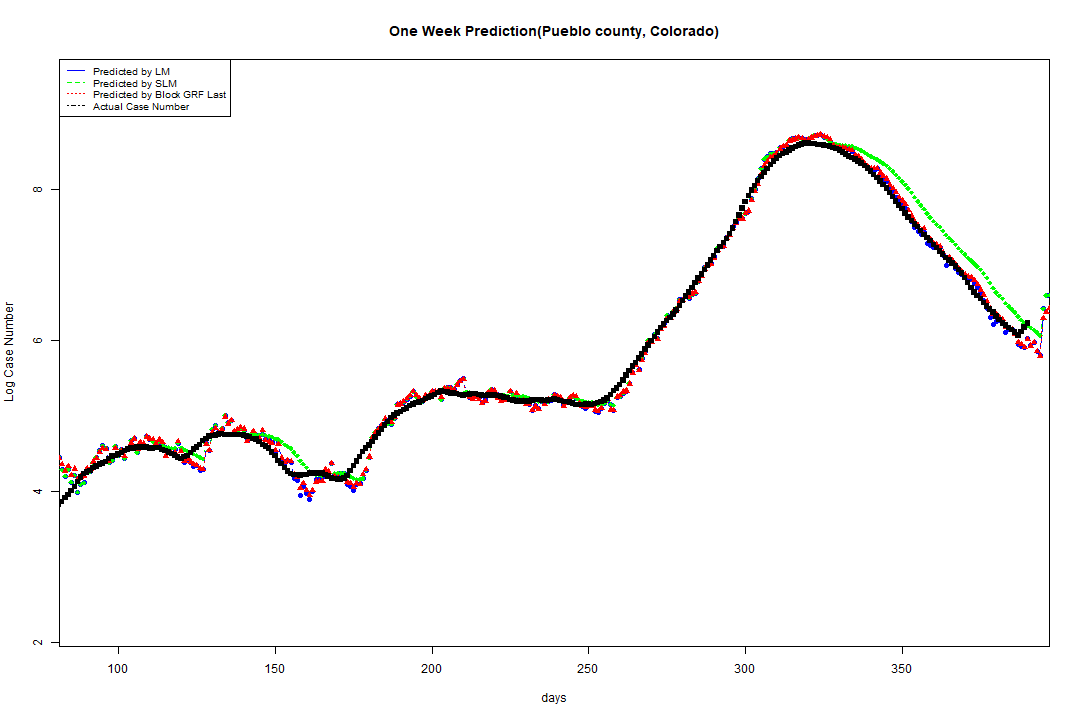 One Week Prediction(Pueblo county, Colorado)
Predicted by LM
Predicted by SLM
Predicted by Block GRF Last
Actual Case Number
8
6
4
2
Log Case Number
100 150 200 250 300 350
days